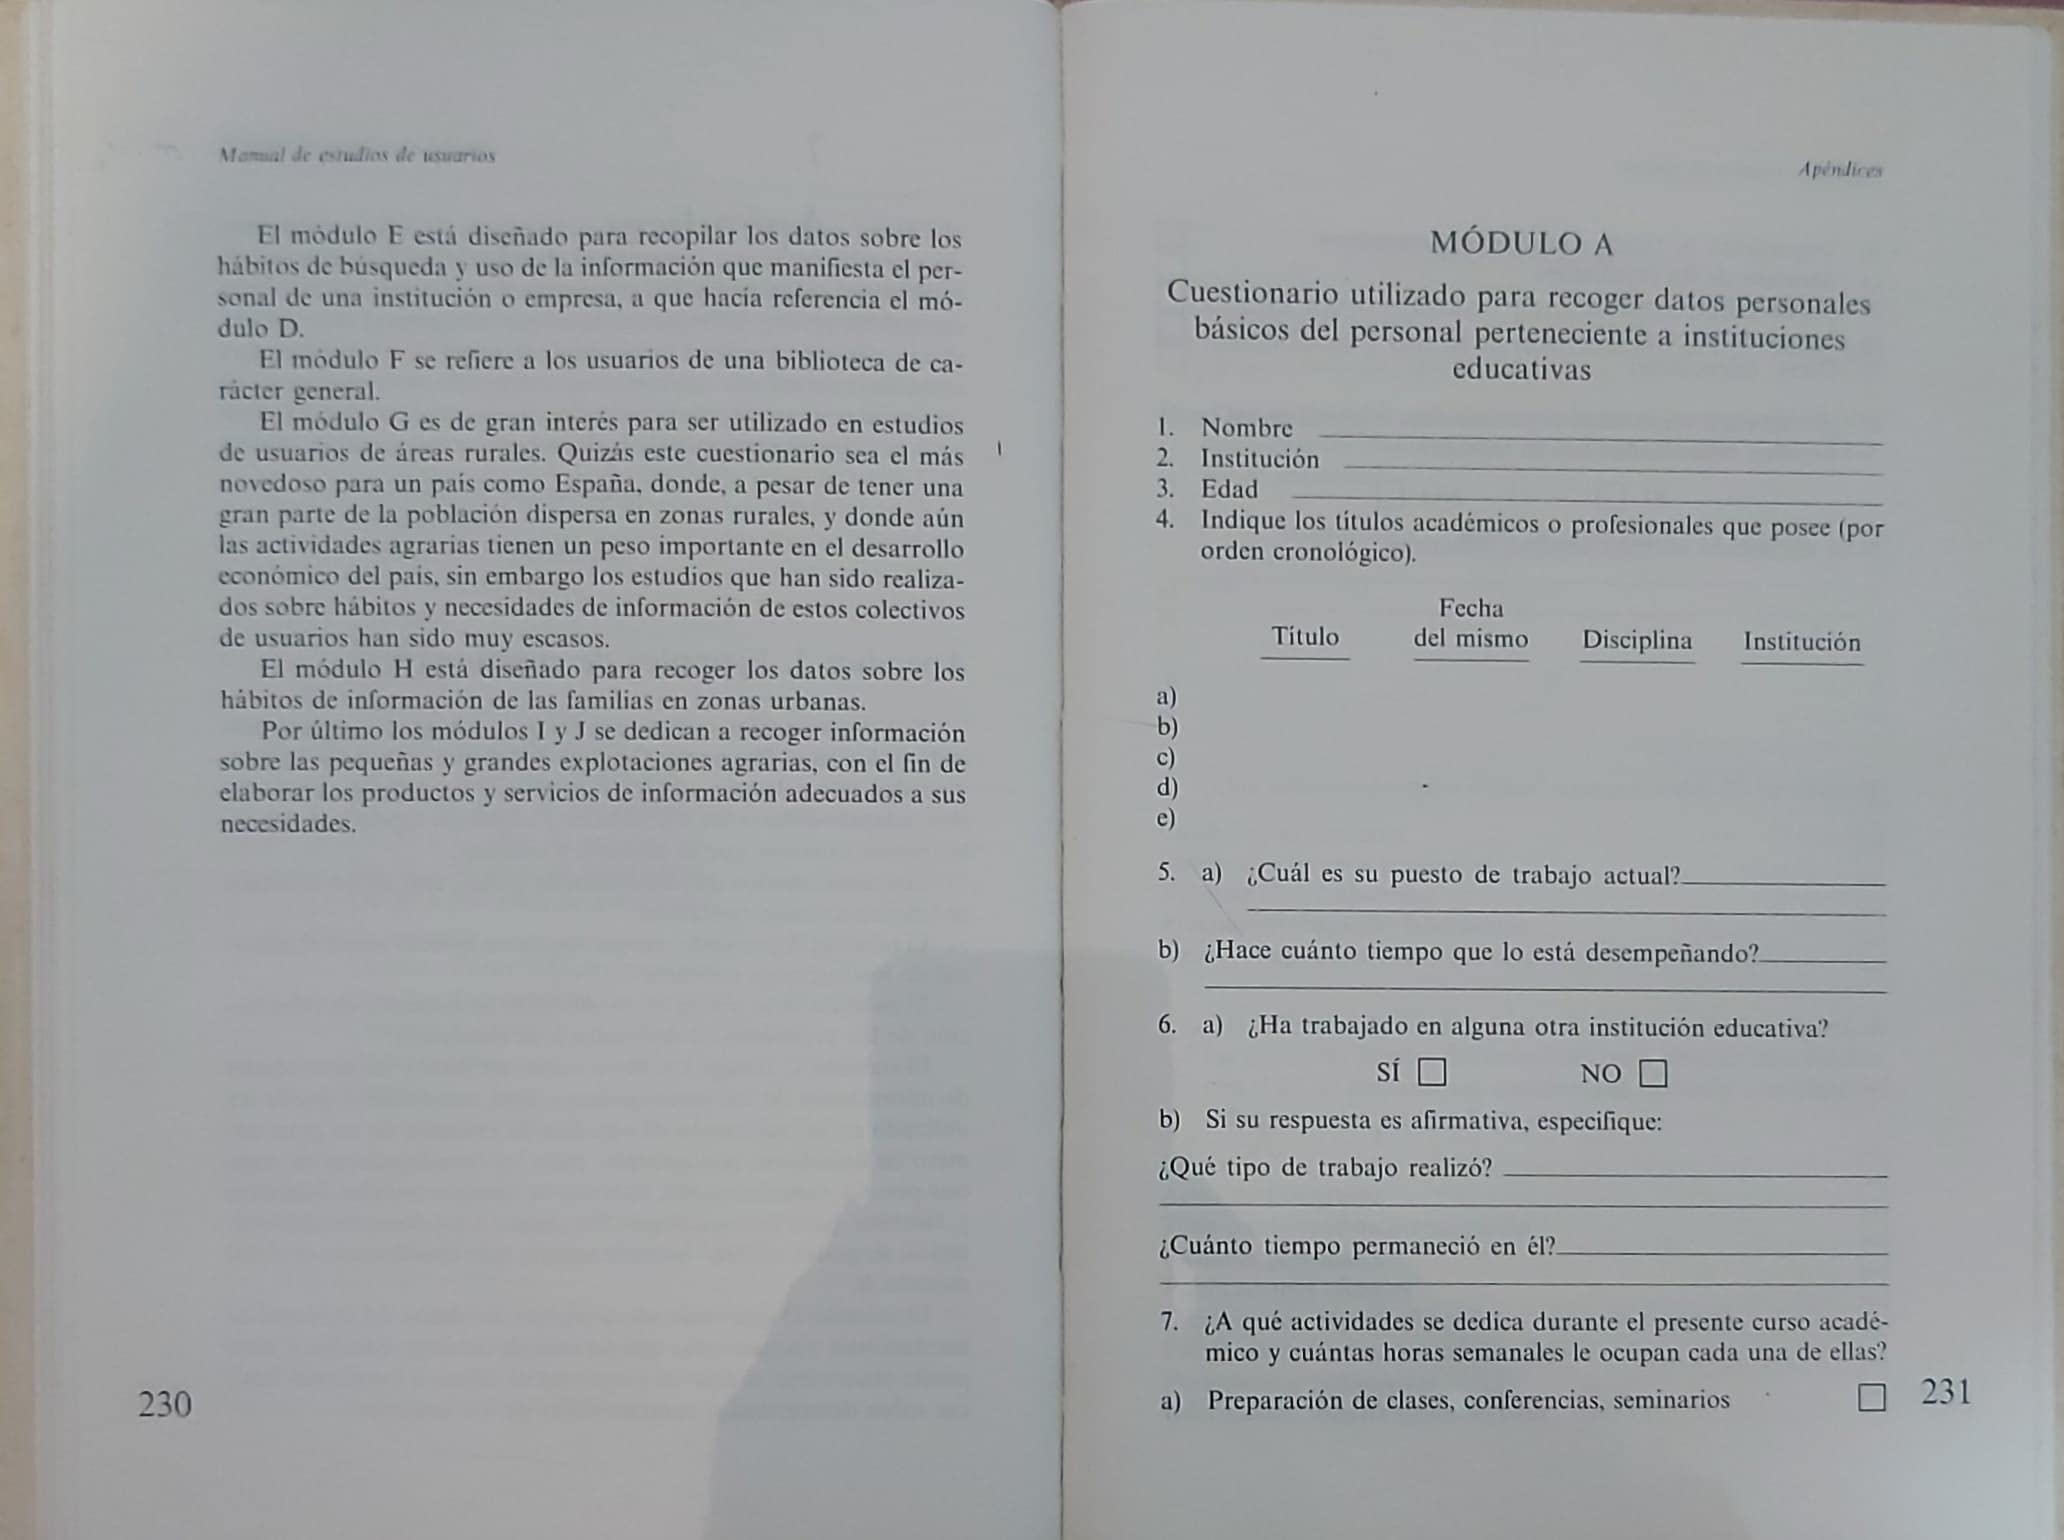 Manual de estudios de usuarios
El módulo E está diseñado para recopilar los datos sobre los
hábitos de búsqueda y uso de la información que manifiesta el per-
sonal de una institución o empresa, a que hacía referencia el mó-
dulo D.
El módulo F se refiere a los usuarios de una biblioteca de ca-
rácter general.
El módulo G es de gran interés para ser utilizado en estudios
de usuarios de áreas rurales. Quizás este cuestionario sea el más
novedoso para un país como España, donde, a pesar de tener una
gran parte de la población dispersa en zonas rurales, y donde aún
las actividades agrarias tienen un peso importante en el desarrollo
económico del país, sin embargo los estudios que han sido realiza-
dos sobre hábitos y necesidades de información de estos colectivos
de usuarios han sido muy escasos.
El módulo H está diseñado para recoger los datos sobre los
hábitos de información de las familias en zonas urbanas.
Por último los módulos I y J se dedican a recoger información
sobre las pequeñas y grandes explotaciones agrarias, con el fin de
elaborar los productos y servicios de información adecuados a sus
necesidades.
230
Apéndices
MÓDULO A
Cuestionario utilizado para recoger datos personales
básicos del personal perteneciente a instituciones
educativas
1. Nombre
2. Institución
3. Edad
4. Indique los títulos académicos o profesionales que posee (por
orden cronológico).
Fecha
Título del mismo Disciplina Institución
a)
b)
c)
d)
e)
5. a) ¿Cuál es su puesto de trabajo actual?
b) ¿Hace cuánto tiempo que lo está desempeñando?
6. a) ¿Ha trabajado en alguna otra institución educativa?
SÍ □ NO □
b) Si su respuesta es afirmativa, especifique:
¿Qué tipo de trabajo realizó?
¿Cuánto tiempo permaneció en él?
7. ¿A qué actividades se dedica durante el presente curso acadé-
mico y cuántas horas semanales le ocupan cada una de ellas?
a) Preparación de clases, conferencias, seminarios □
231